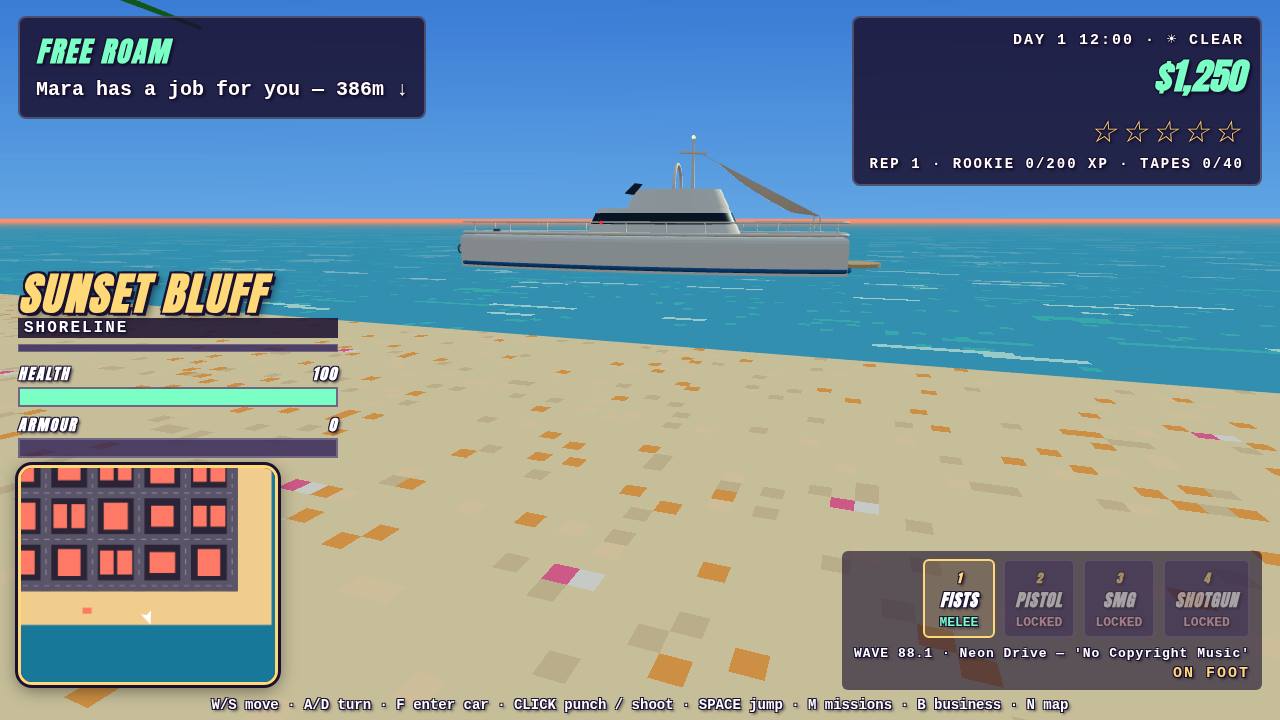 FREE ROAM
Mara has a job for you — 386m ↓
DAY 1 12:00 · ☀ CLEAR
$1,250
☆☆☆☆☆
REP 1 · ROOKIE 0/200 XP · TAPES 0/40
SUNSET BLUFF
SHORELINE
HEALTH 100
ARMOUR 0
1 2 3 4
FISTS PISTOL SMG SHOTGUN
MELEE LOCKED LOCKED LOCKED
WAVE 88.1 · Neon Drive — 'No Copyright Music'
ON FOOT
W/S move · A/D turn · F enter car · CLICK punch / shoot · SPACE jump · M missions · B business · N map